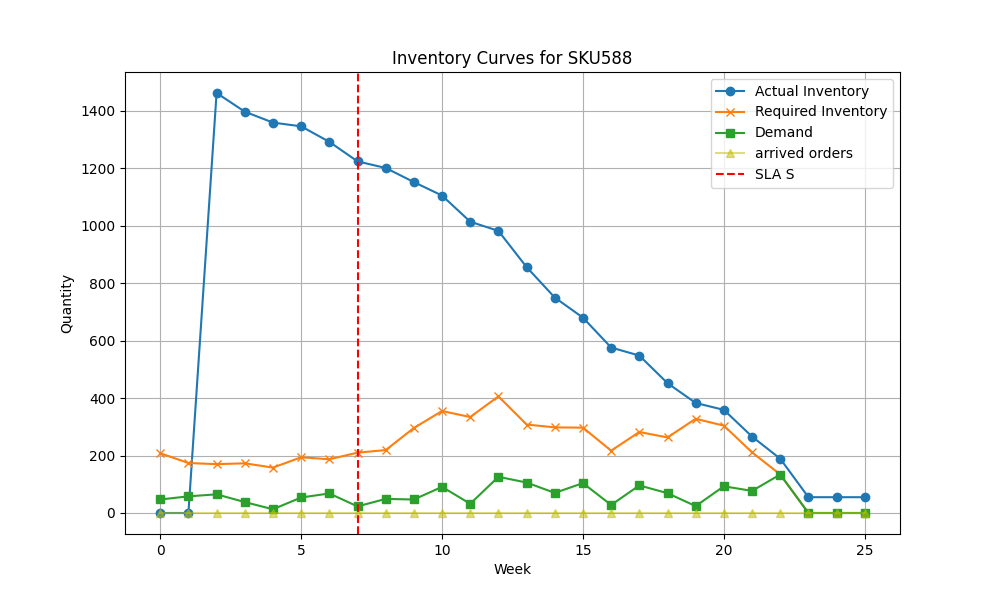 Inventory Curves for SKU588
Actual Inventory
Required Inventory
Demand
arrived orders
SLA S
Quantity
1400
1200
1000
800
600
400
200
0
0 5 10 15 20 25
Week